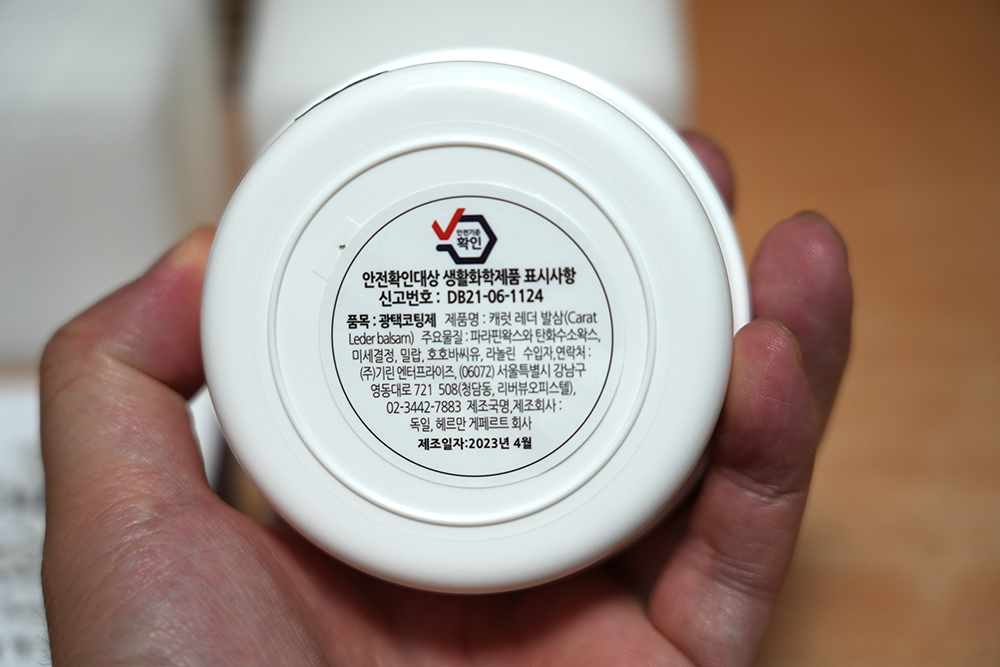 안전기준
확인
안전확인대상 생활화학제품 표시사항
신고번호 : DB21-06-1124
품목 : 광택코팅제 제품명 : 캐럿 레더 발삼(Carat
Leder balsam) 주요물질 : 파라핀왁스와 탄화수소왁스,
미세결정, 밀랍, 호호바씨유, 라놀린 수입자,연락처 :
(주)기린 엔터프라이즈, (06072) 서울특별시 강남구
영동대로 721 508(청담동, 리버뷰오피스텔),
02-3442-7883 제조국명,제조회사 :
독일, 헤르만 게페르트 회사
제조일자:2023년 4월